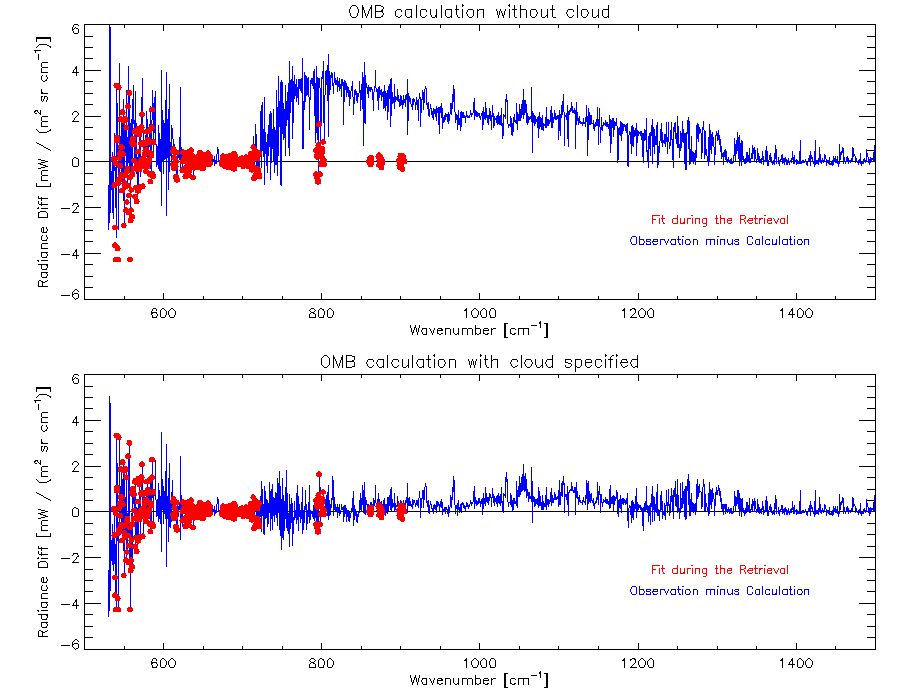 OMB calculation without cloud
6
4
2
0
−2
−4
−6
Radiance Diff [mW / (m² sr cm⁻¹)]
Fit during the Retrieval
Observation minus Calculation
600 800 1000 1200 1400
Wavenumber [cm⁻¹]
OMB calculation with cloud specified
6
4
2
0
−2
−4
−6
Radiance Diff [mW / (m² sr cm⁻¹)]
Fit during the Retrieval
Observation minus Calculation
600 800 1000 1200 1400
Wavenumber [cm⁻¹]